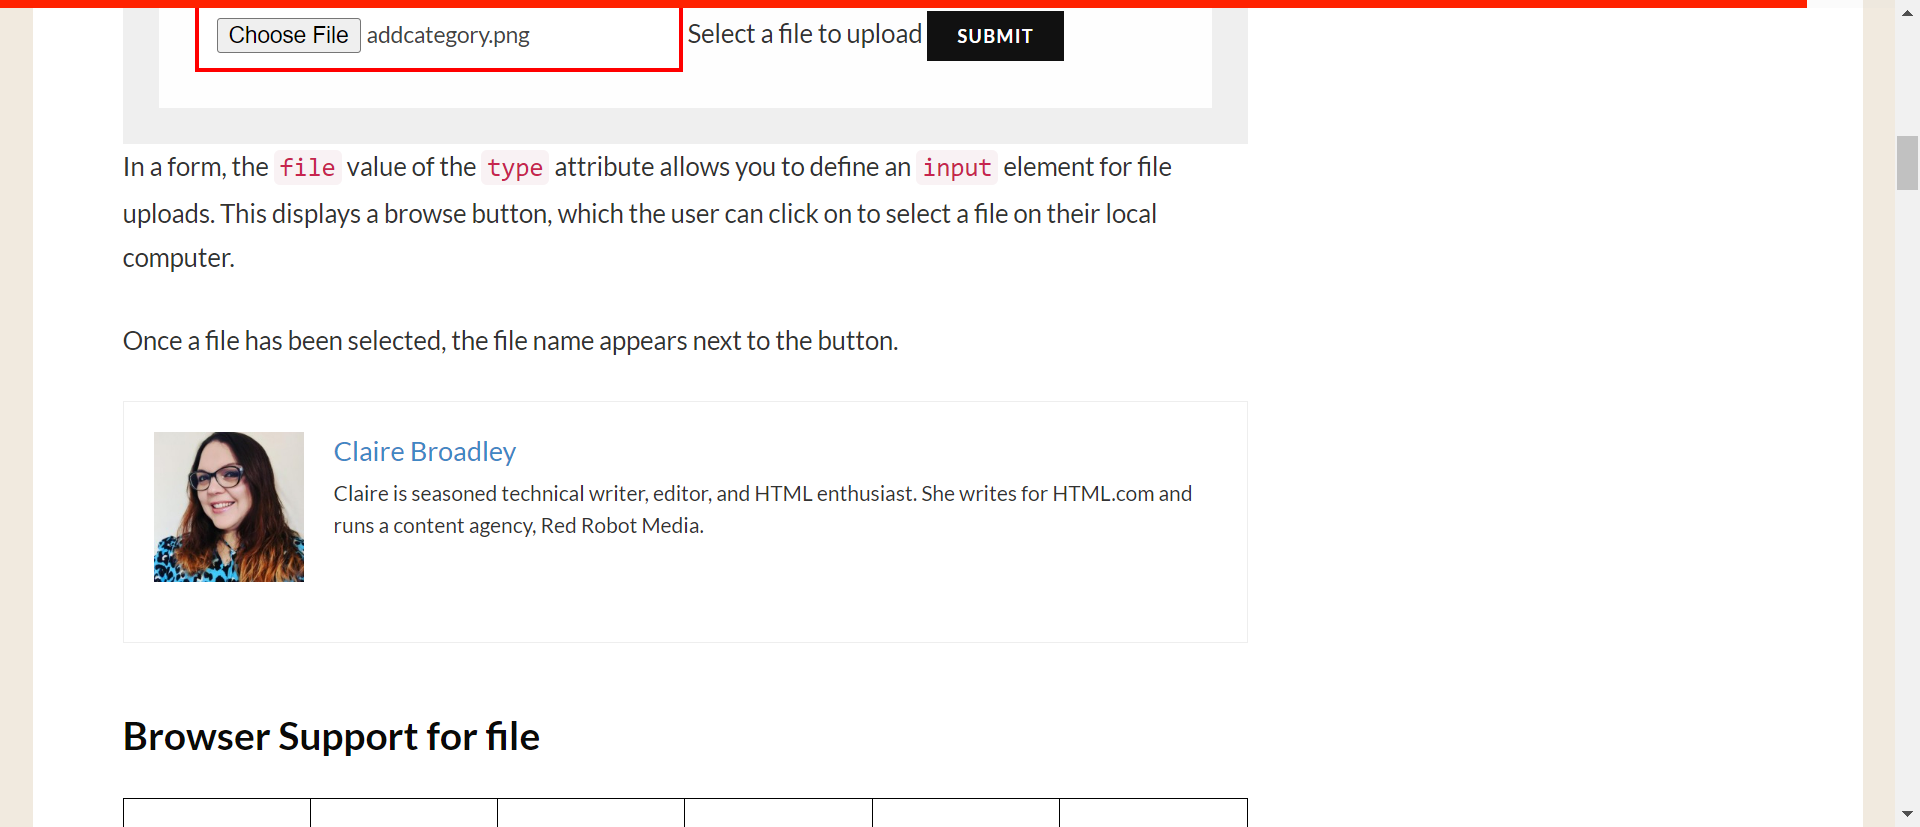 Choose File addcategory.png Select a file to upload SUBMIT
In a form, the file value of the type attribute allows you to define an input element for file
uploads. This displays a browse button, which the user can click on to select a file on their local
computer.
Once a file has been selected, the file name appears next to the button.
Claire Broadley
Claire is seasoned technical writer, editor, and HTML enthusiast. She writes for HTML.com and
runs a content agency, Red Robot Media.
Browser Support for file